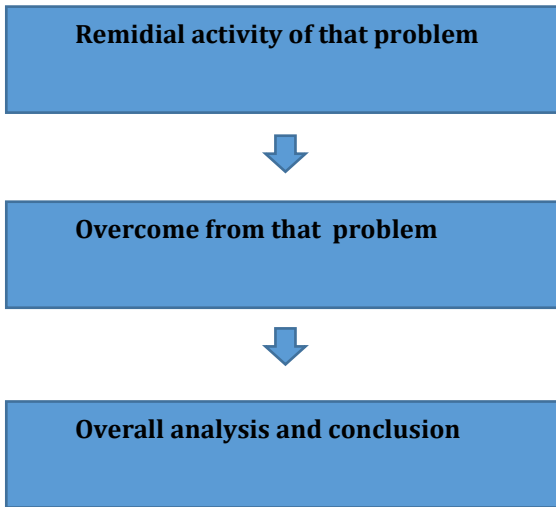 Remidial activity of that problem
Overcome from that problem
Overall analysis and conclusion